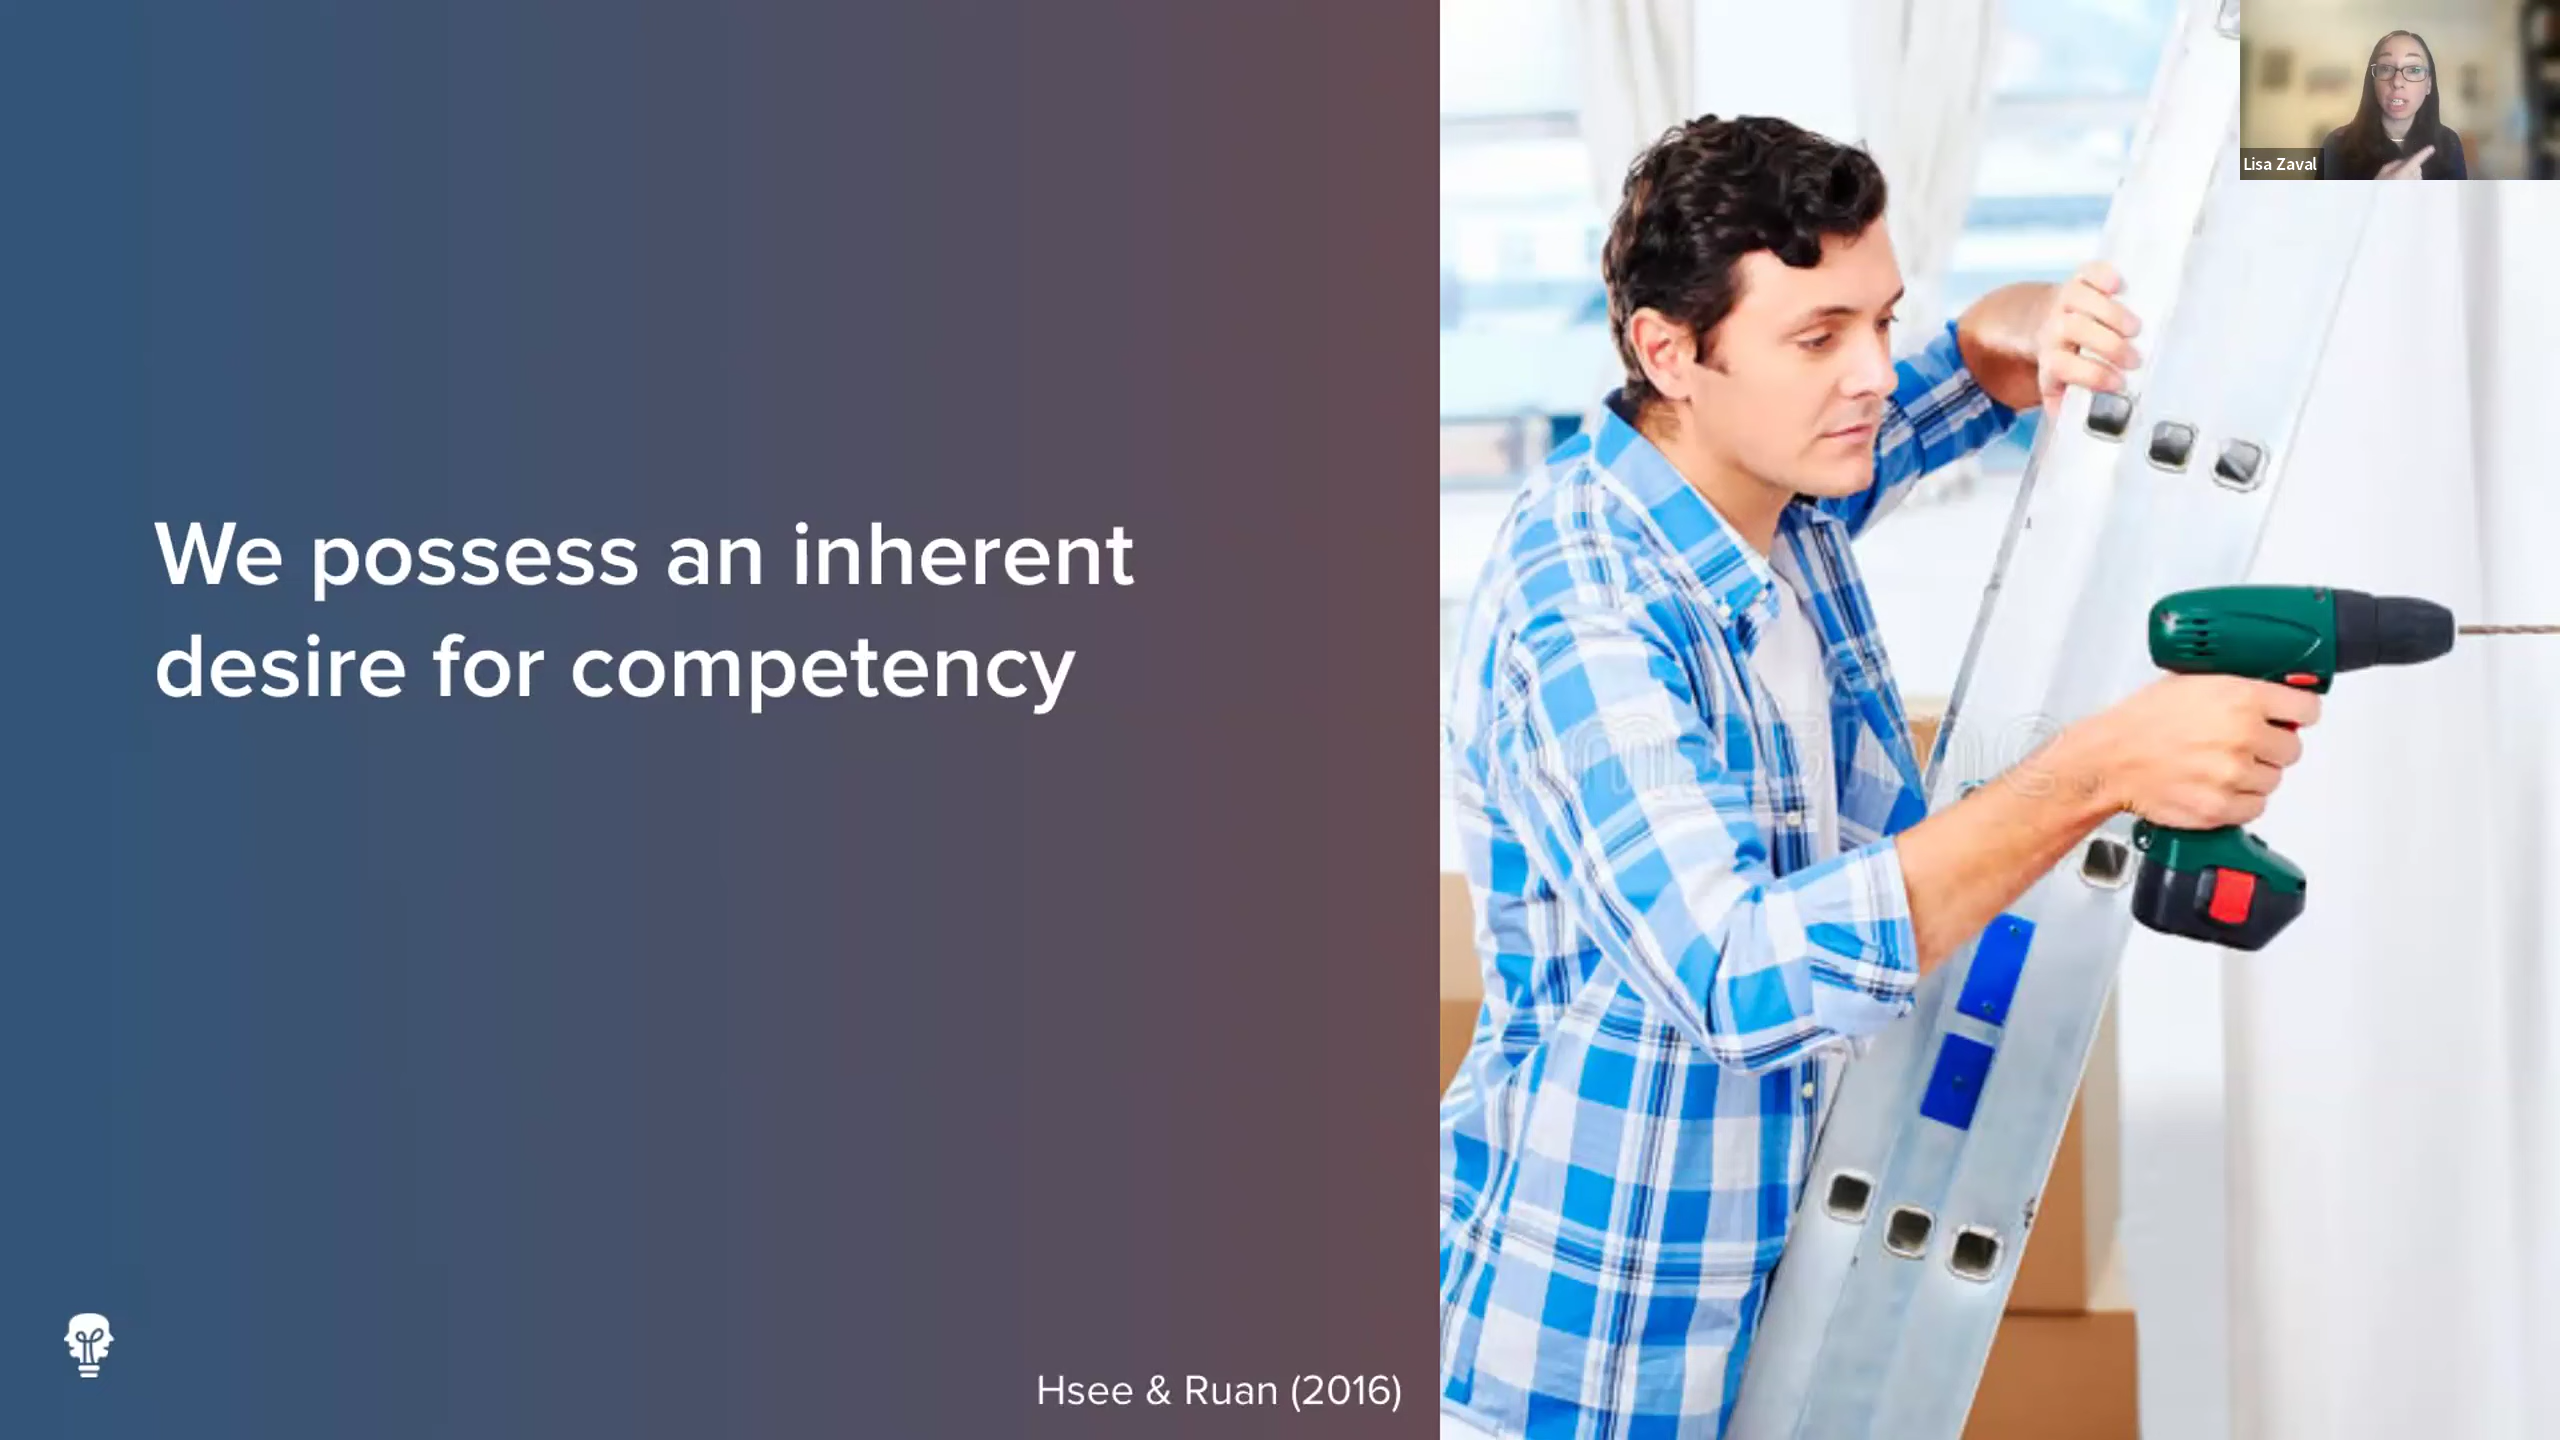 Lisa Zaval
We possess an inherent
desire for competency
Hsee & Ruan (2016)